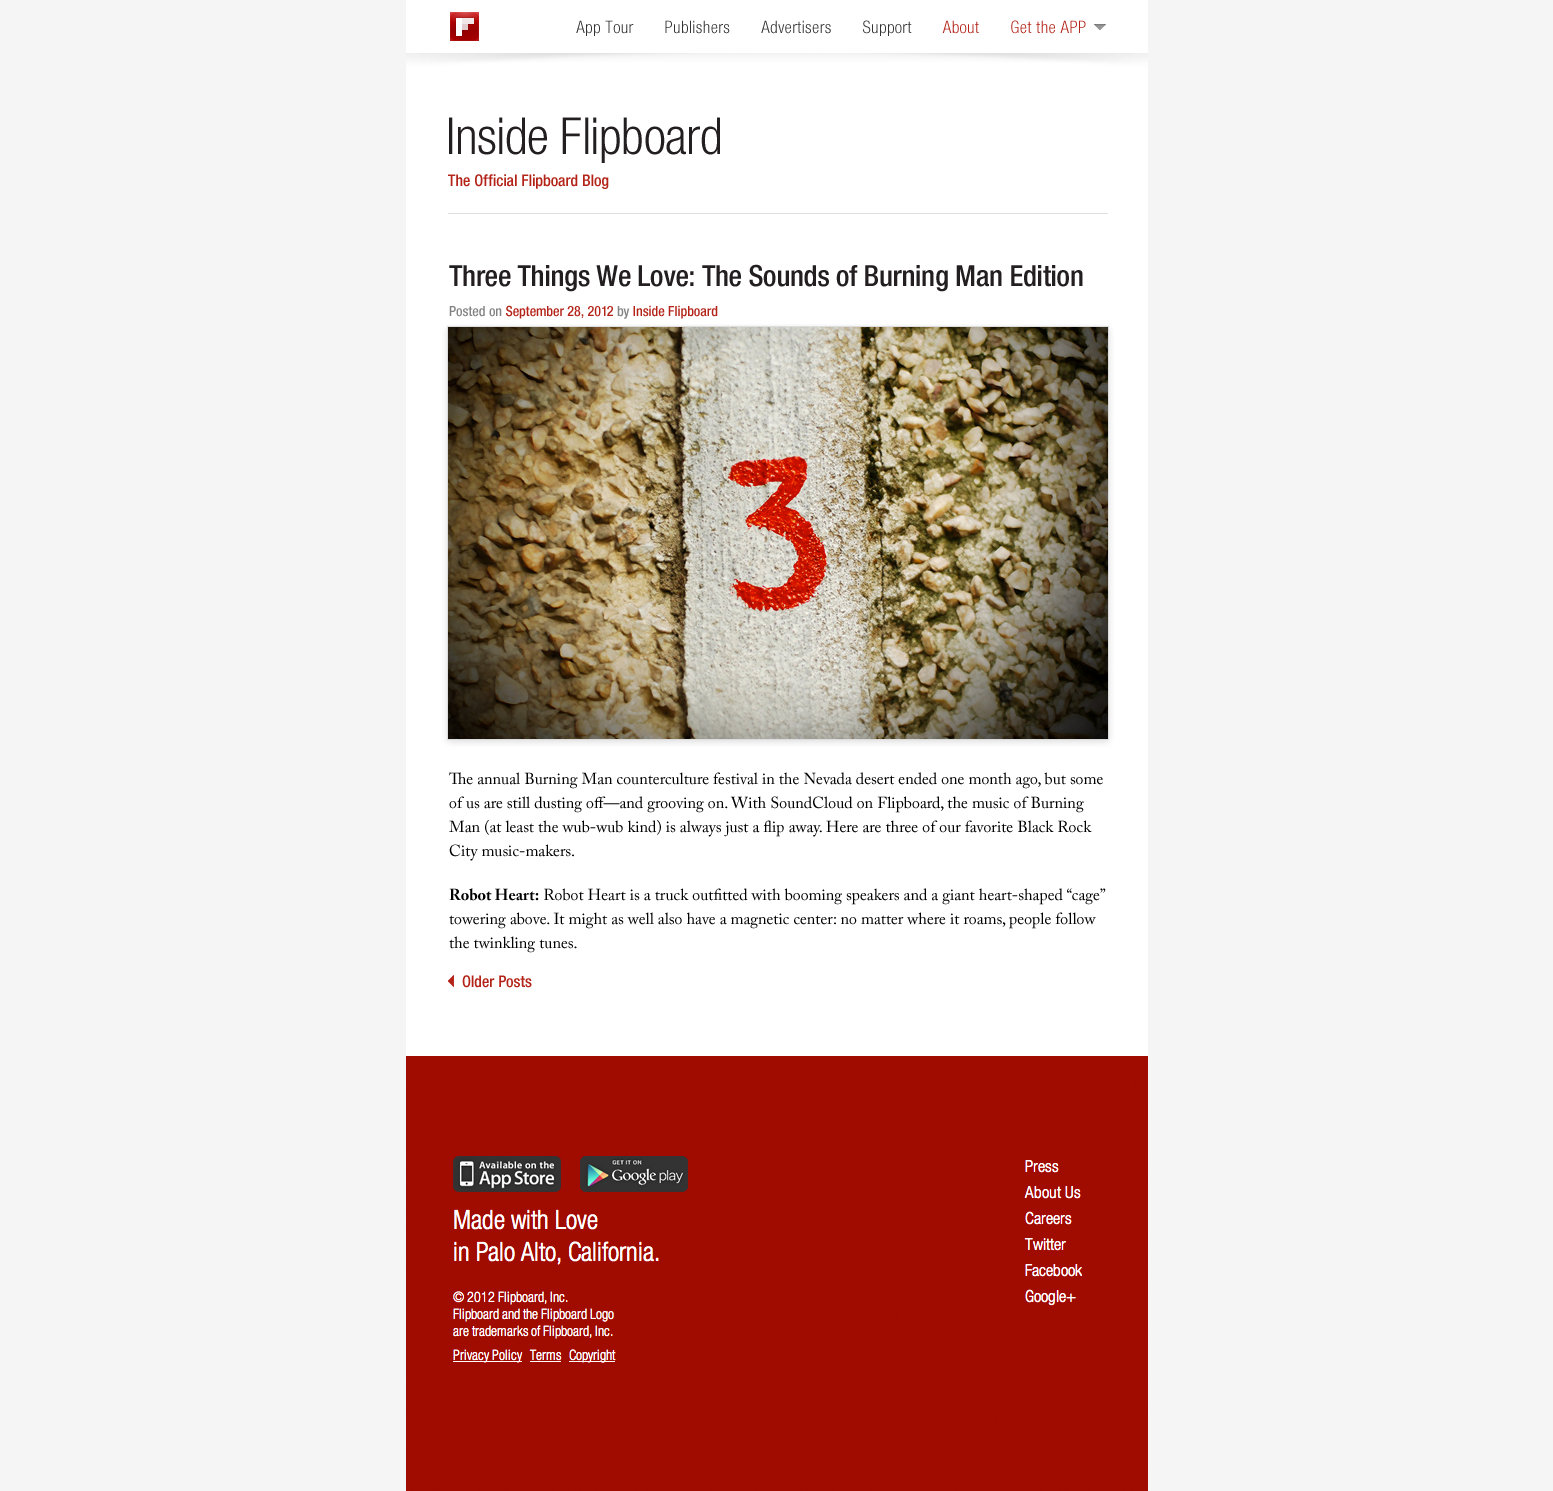 App Tour Publishers Advertisers Support About Get the APP
Inside Flipboard
The Official Flipboard Blog
Three Things We Love: The Sounds of Burning Man Edition
Posted on September 28, 2012 by Inside Flipboard
3
The annual Burning Man counterculture festival in the Nevada desert ended one month ago, but some
of us are still dusting off—and grooving on. With SoundCloud on Flipboard, the music of Burning
Man (at least the wub-wub kind) is always just a flip away. Here are three of our favorite Black Rock
City music-makers.
Robot Heart: Robot Heart is a truck outfitted with booming speakers and a giant heart-shaped “cage”
towering above. It might as well also have a magnetic center: no matter where it roams, people follow
the twinkling tunes.
Older Posts
Available on the
App Store
GET IT ON
Google play
Made with Love
in Palo Alto, California.
© 2012 Flipboard, Inc.
Flipboard and the Flipboard Logo
are trademarks of Flipboard, Inc.
Privacy Policy Terms Copyright
Press
About Us
Careers
Twitter
Facebook
Google+